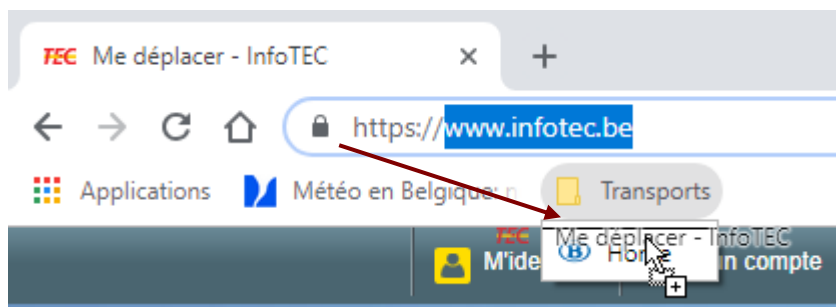 TEC Me déplacer - InfoTEC
https://www.infotec.be
Applications Météo en Belgique: Transports
TEC Me déplacer - InfoTEC
M'ide Home n compte